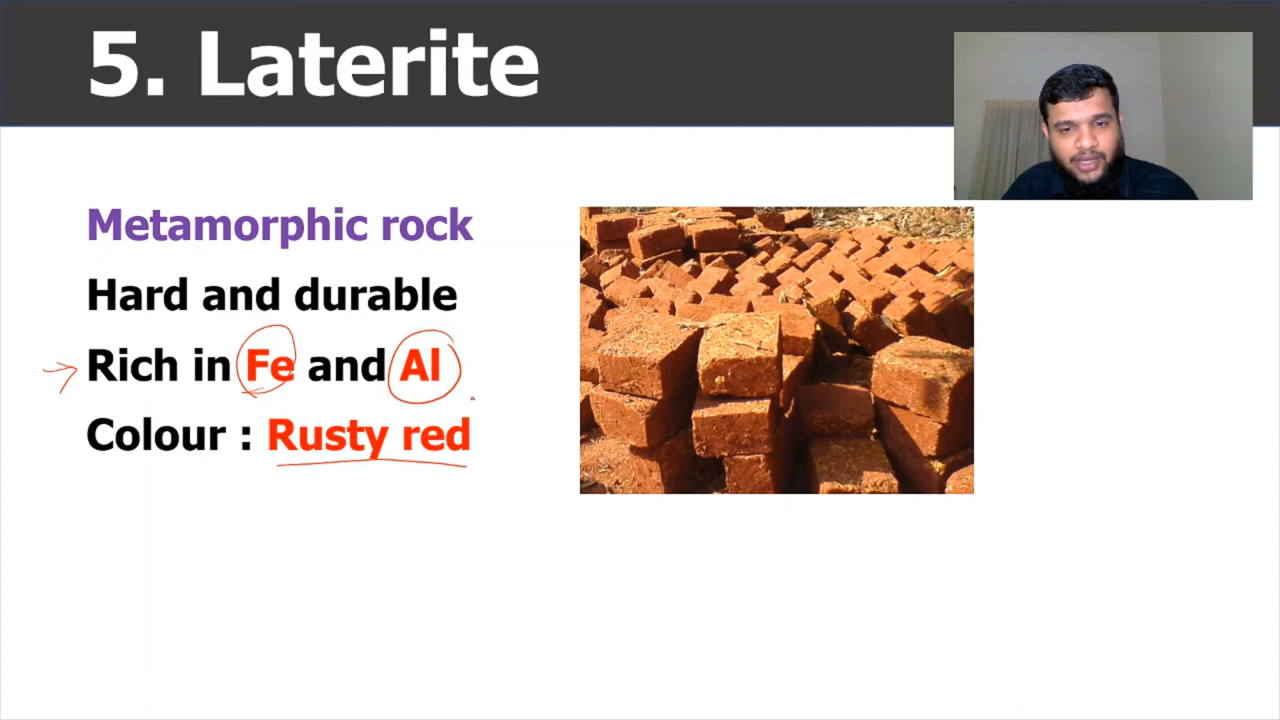 5. Laterite
Metamorphic rock
Hard and durable
Rich in Fe and Al
Colour : Rusty red